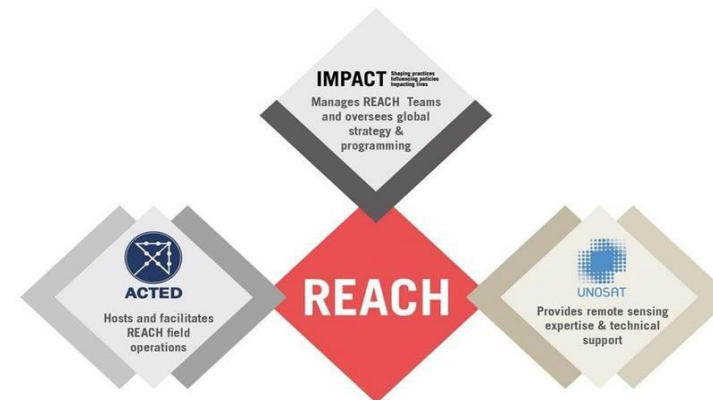 IMPACT
Shaping practices
Influencing policies
Impacting lives
Manages REACH Teams
and oversees global
strategy &
programming
ACTED
Hosts and facilitates
REACH field
operations
REACH
UNOSAT
Provides remote sensing
expertise & technical
support